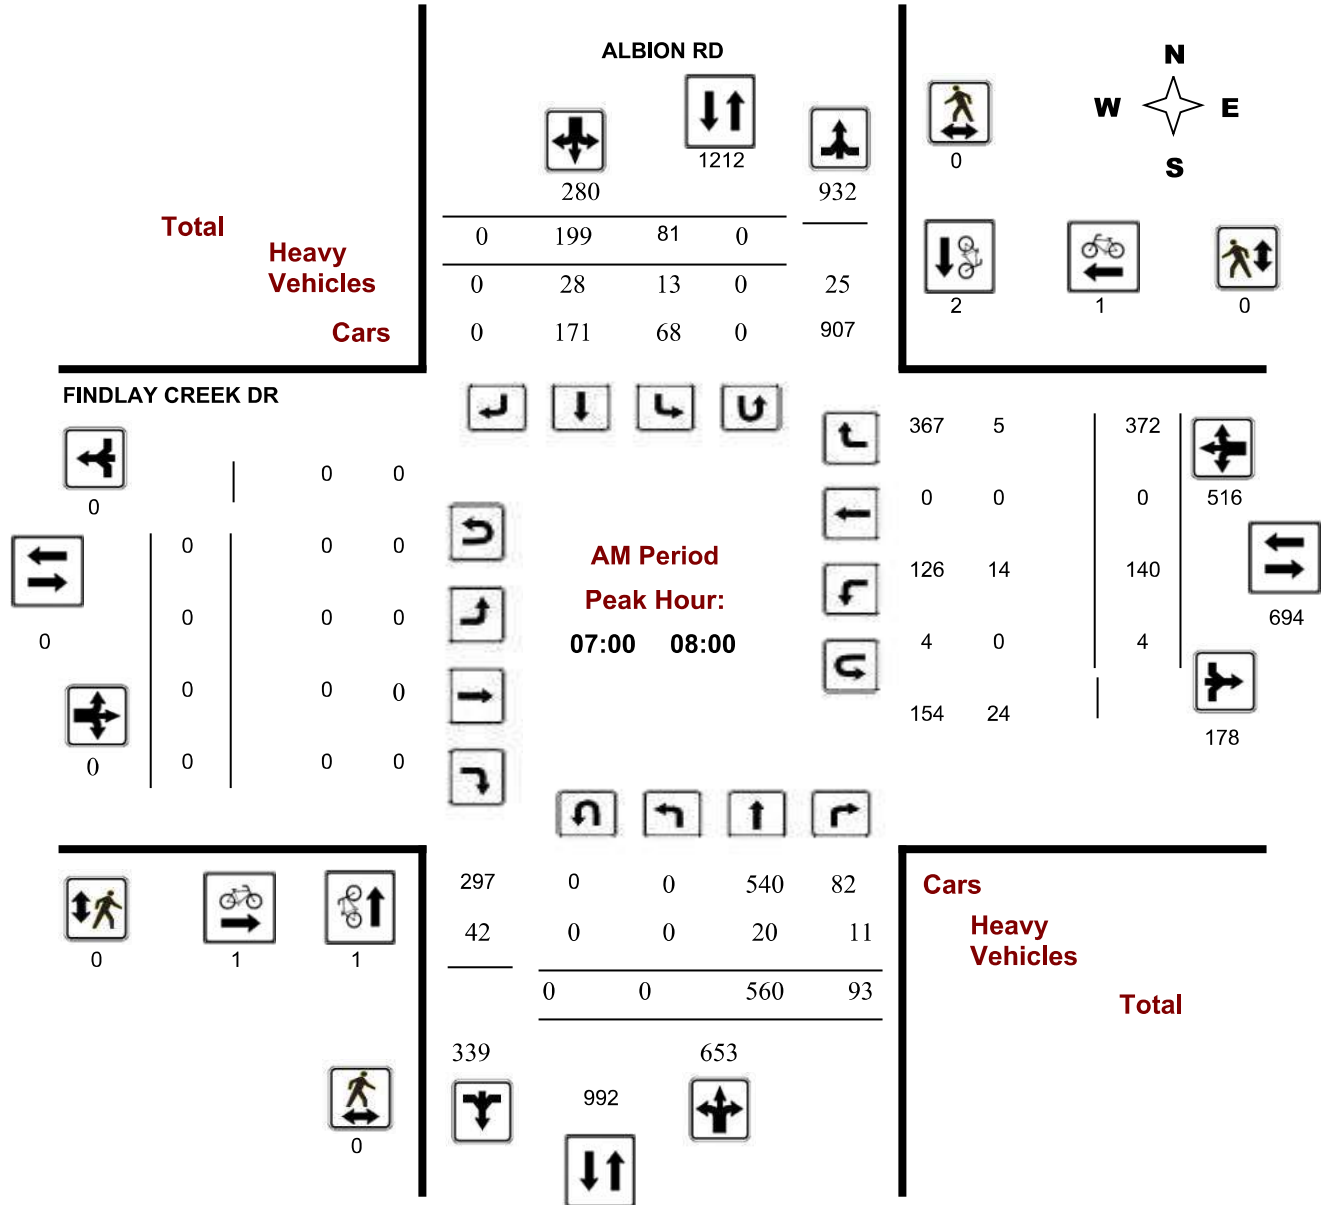 ALBION RD
N
W E
S
1212
0
280 932
Total 0 199 81 0
Heavy
Vehicles 0 28 13 0 25
2 1 0
Cars 0 171 68 0 907
FINDLAY CREEK DR
367 5 372
0 0
0 0 0 0 516
0 0 0
AM Period
126 14 140
Peak Hour:
0 0 0 694
0 4 0 4
07:00 08:00
0 0 0
154 24
178
0 0 0 0
297 0 0 540 82 Cars
42 0 0 20 11 Heavy
Vehicles
0 1 1
0 0 560 93 Total
339 653
992
0